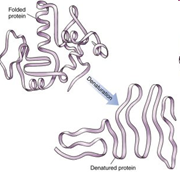 Folded
protein
Denaturation
Denatured protein